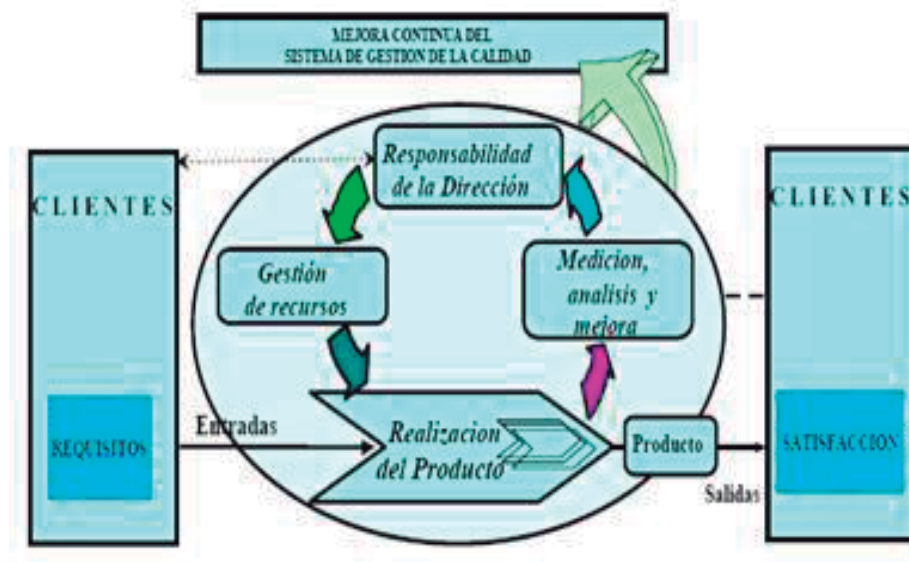 MEJORA CONTINUA DEL
SISTEMA DE GESTION DE LA CALIDAD
Responsabilidad
de la Dirección
CLIENTES
CLIENTES
Gestión
de recursos
Medicion,
analisis y
mejora
REQUISITOS
Entradas
Realizacion
del Producto
Producto
SATISFACCION
Salidas